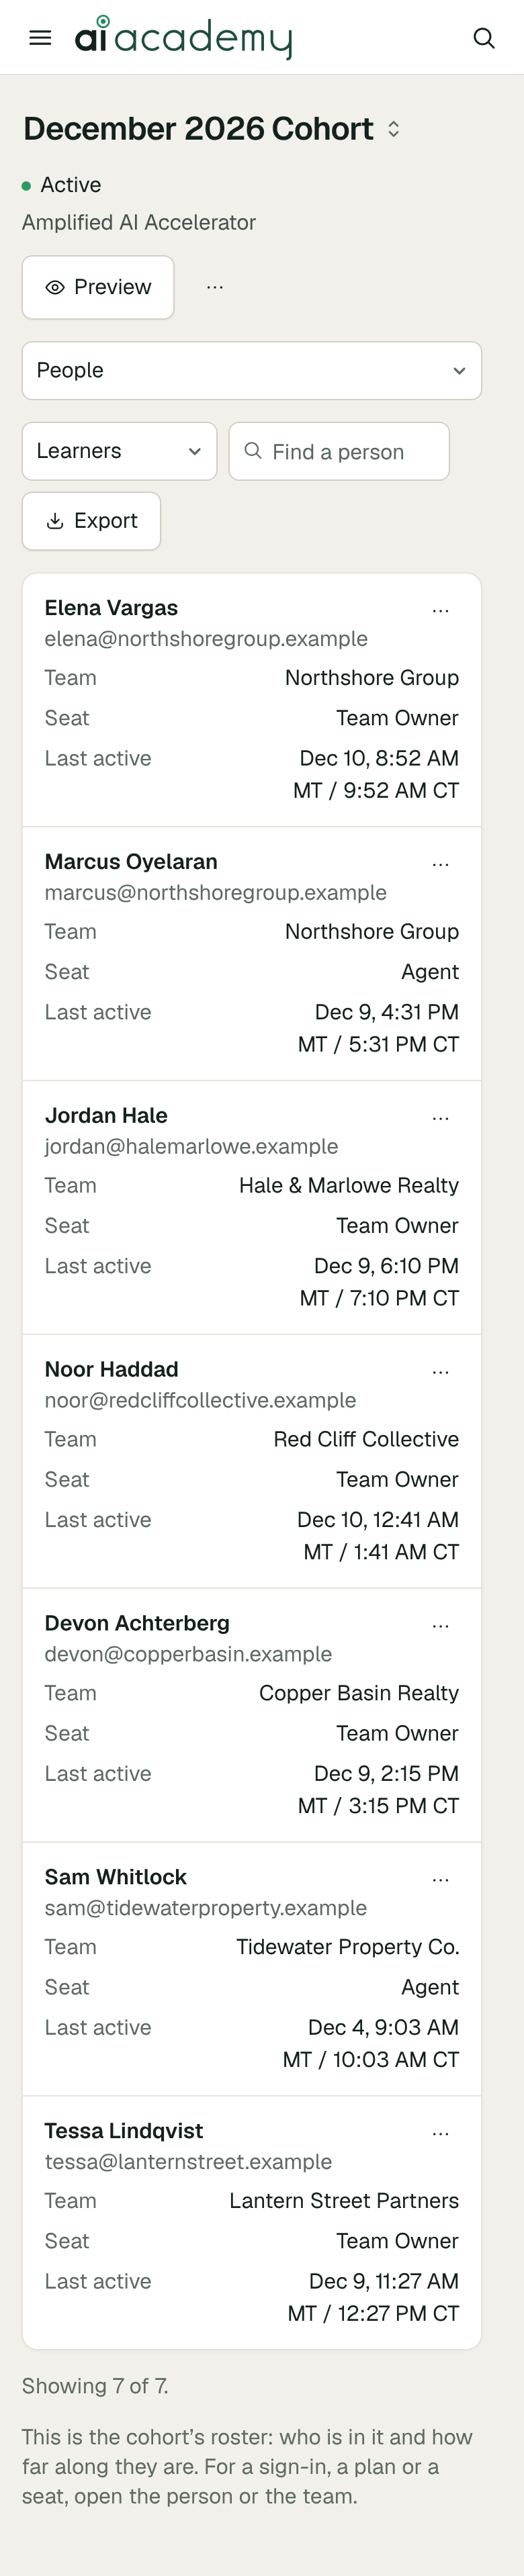 ai academy
December 2026 Cohort
Active
Amplified AI Accelerator
Preview ...
People
Learners
Find a person
Export
Elena Vargas ...
elena@northshoregroup.example
Team Northshore Group
Seat Team Owner
Last active Dec 10, 8:52 AM
MT / 9:52 AM CT
Marcus Oyelaran ...
marcus@northshoregroup.example
Team Northshore Group
Seat Agent
Last active Dec 9, 4:31 PM
MT / 5:31 PM CT
Jordan Hale ...
jordan@halemarlowe.example
Team Hale & Marlowe Realty
Seat Team Owner
Last active Dec 9, 6:10 PM
MT / 7:10 PM CT
Noor Haddad ...
noor@redcliffcollective.example
Team Red Cliff Collective
Seat Team Owner
Last active Dec 10, 12:41 AM
MT / 1:41 AM CT
Devon Achterberg ...
devon@copperbasin.example
Team Copper Basin Realty
Seat Team Owner
Last active Dec 9, 2:15 PM
MT / 3:15 PM CT
Sam Whitlock ...
sam@tidewaterproperty.example
Team Tidewater Property Co.
Seat Agent
Last active Dec 4, 9:03 AM
MT / 10:03 AM CT
Tessa Lindqvist ...
tessa@lanternstreet.example
Team Lantern Street Partners
Seat Team Owner
Last active Dec 9, 11:27 AM
MT / 12:27 PM CT
Showing 7 of 7.
This is the cohort’s roster: who is in it and how
far along they are. For a sign-in, a plan or a
seat, open the person or the team.